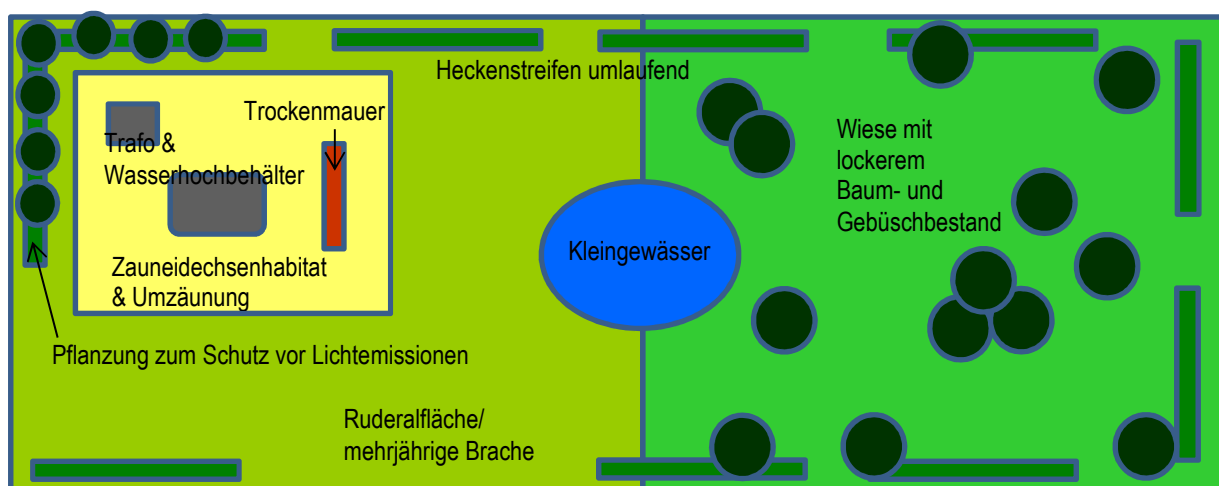 Heckenstreifen umlaufend
Trockenmauer
Trafo &
Wasserhochbehälter
Wiese mit
lockerem
Baum- und
Gebüschbestand
Kleingewässer
Zauneidechsenhabitat
& Umzäunung
Pflanzung zum Schutz vor Lichtemissionen
Ruderalfläche/
mehrjährige Brache